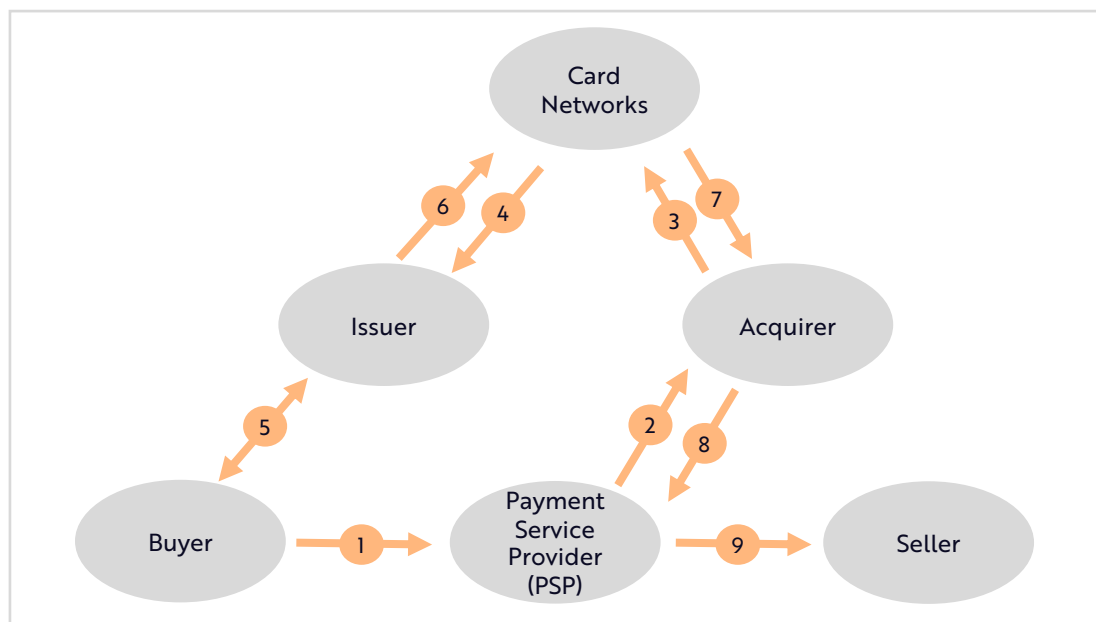 Card
Networks
6
4
3
7
Issuer
Acquirer
5
2
8
Buyer
1
Payment
Service
Provider
(PSP)
9
Seller